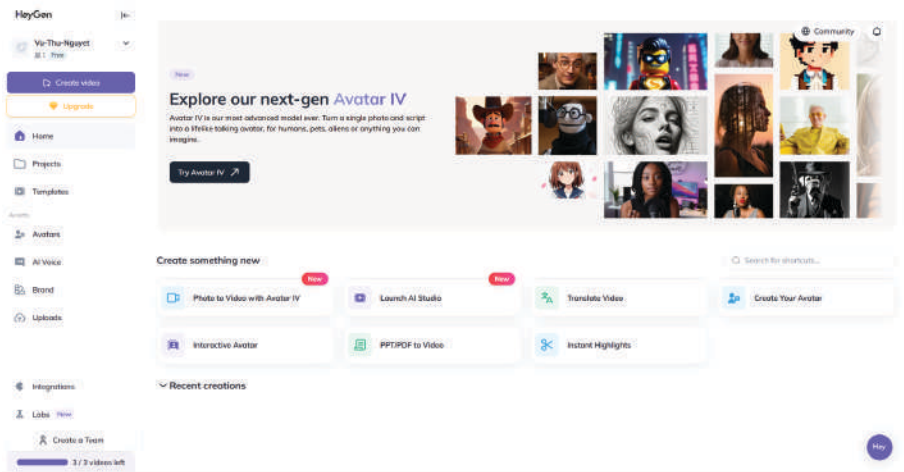 HeyGen
Vu-Thu-Nguyet
1 Free
Create video
Upgrade
Home
Projects
Templates
Assets
Avatars
AI Voice
Brand
Uploads
Integrations
Labs New
Create a Team
3 / 3 videos left
Community
New
Explore our next-gen Avatar IV
Avatar IV is our most advanced model ever. Turn a single photo and script
into a lifelike talking avatar, for humans, pets, aliens or anything you can
imagine.
Try Avatar IV
Create something new
Search for shortcuts...
New
New
Photo to Video with Avatar IV
Launch AI Studio
Translate Video
Create Your Avatar
Interactive Avatar
PPT/PDF to Video
Instant Highlights
Recent creations
Hey